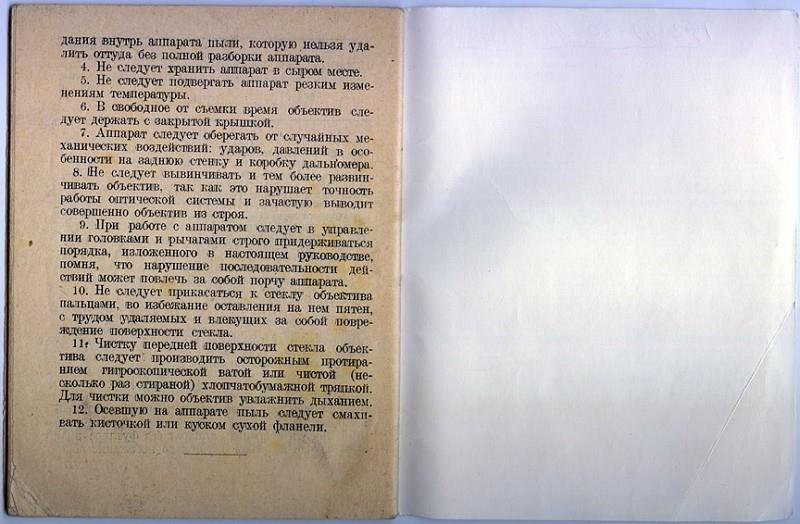 дания внутрь аппарата пыли, которую нельзя уда-
лить оттуда без полной разборки аппарата.
4. Не следует хранить аппарат в сыром месте.
5. Не следует подвергать аппарат резким изме-
нениям температуры.
6. В свободное от съемки время объектив сле-
дует держать с закрытой крышкой.
7. Аппарат следует оберегать от случайных ме-
ханических воздействий: ударов, давлений в осо-
бенности на заднюю стенку и коробку дальномера.
8. Не следует вывинчивать и тем более развин-
чивать объектив, так как это нарушает точность
работы оптической системы и зачастую выводит
совершенно объектив из строя.
9. При работе с аппаратом следует в управле-
нии головками и рычагами строго придерживаться
порядка, изложенного в настоящем руководстве,
помня, что нарушение последовательности дей-
ствий может повлечь за собой порчу аппарата.
10. Не следует прикасаться к стеклу объектива
пальцами, во избежание оставления на нем пятен,
с трудом удаляемых и влекущих за собой повре-
ждение поверхности стекла.
11. Чистку передней поверхности стекла объек-
тива следует производить осторожным протира-
нием гигроскопической ватой или чистой (не-
сколько раз стираной) хлопчатобумажной тряпкой.
Для чистки можно объектив увлажнить дыханием.
12. Осевшую на аппарате пыль следует смахи-
вать кисточкой или куском сухой фланели.